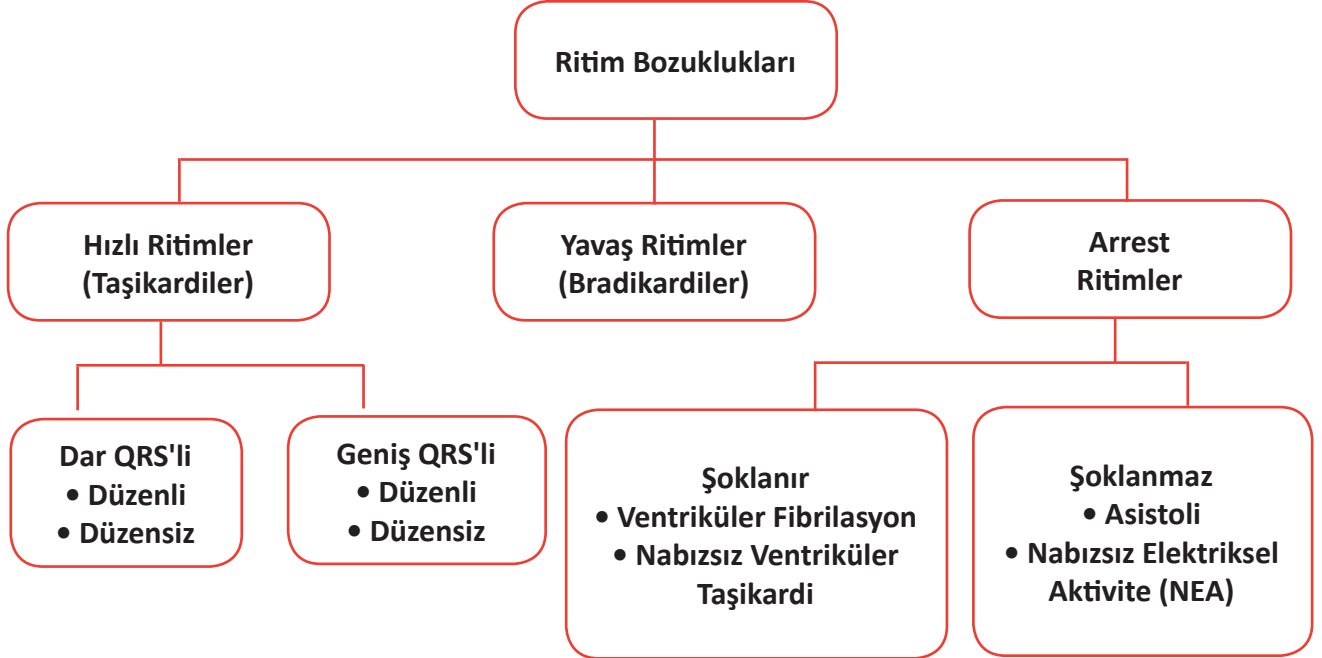 Ritim Bozuklukları
Hızlı Ritimler
(Taşikardiler)
Yavaş Ritimler
(Bradikardiler)
Arrest
Ritimler
Dar QRS'li
• Düzenli
• Düzensiz
Geniş QRS'li
• Düzenli
• Düzensiz
Şoklanır
• Ventriküler Fibrilasyon
• Nabızsız Ventriküler
Taşikardi
Şoklanmaz
• Asistoli
• Nabızsız Elektriksel
Aktivite (NEA)